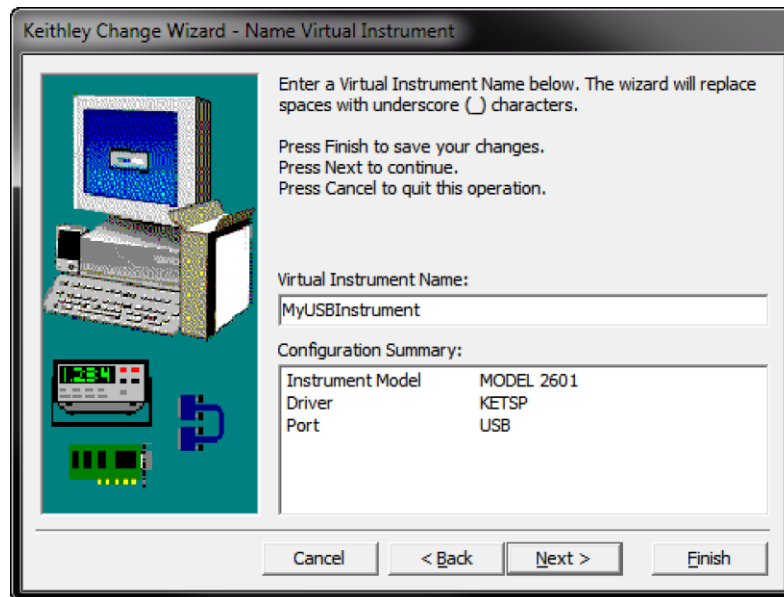 Keithley Change Wizard - Name Virtual Instrument
Enter a Virtual Instrument Name below. The wizard will replace
spaces with underscore (_) characters.
Press Finish to save your changes.
Press Next to continue.
Press Cancel to quit this operation.
Virtual Instrument Name:
MyUSBInstrument
Configuration Summary:
Instrument Model MODEL 2601
Driver KETSP
Port USB
1.234
Cancel < Back Next > Finish